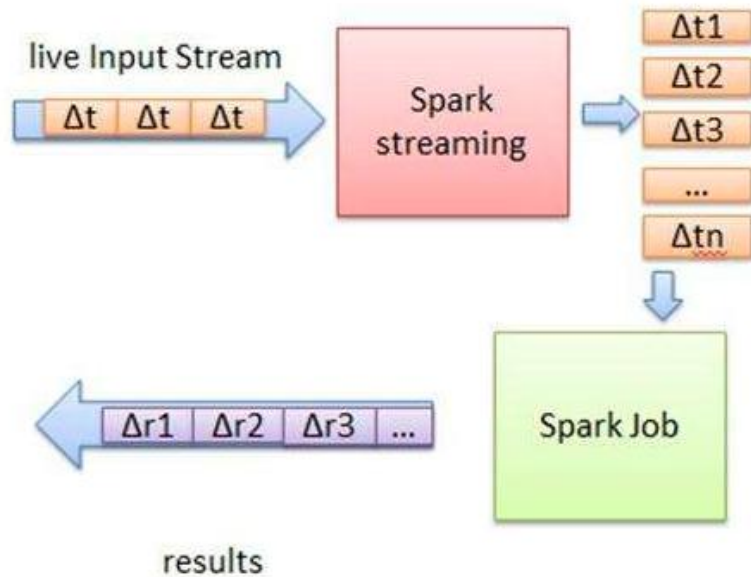 live Input Stream
Δt Δt Δt
Spark
streaming
Δt1
Δt2
Δt3
...
Δtn
Spark Job
Δr1 Δr2 Δr3 ...
results